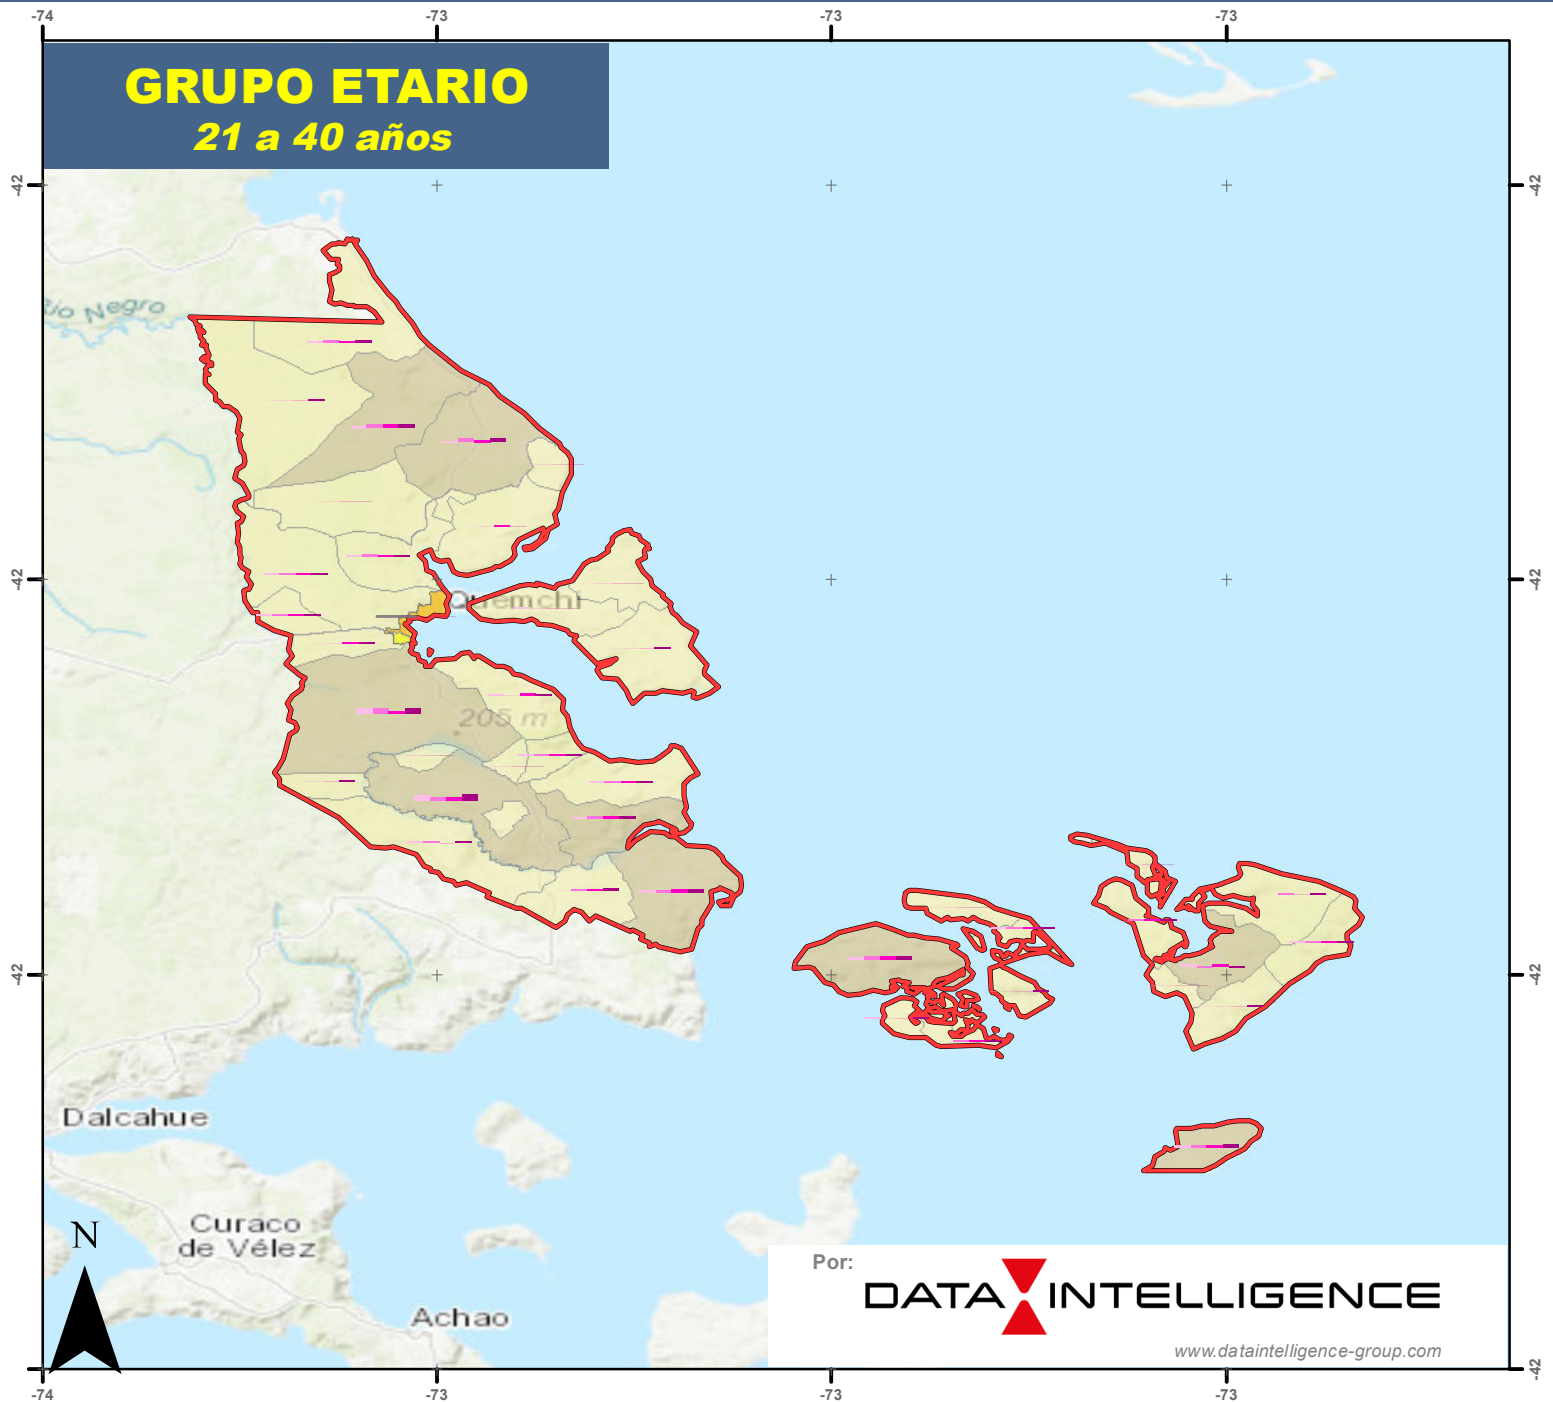 -74
-73
-73
-73
GRUPO ETARIO
21 a 40 años
-42
-42
Río Negro
Quemchi
-42
-42
205 m
-42
-42
Dalcahue
Curaco
de Vélez
Achao
N
Por:
DATA INTELLIGENCE
www.dataintelligence-group.com
-42
-74
-73
-73
-73